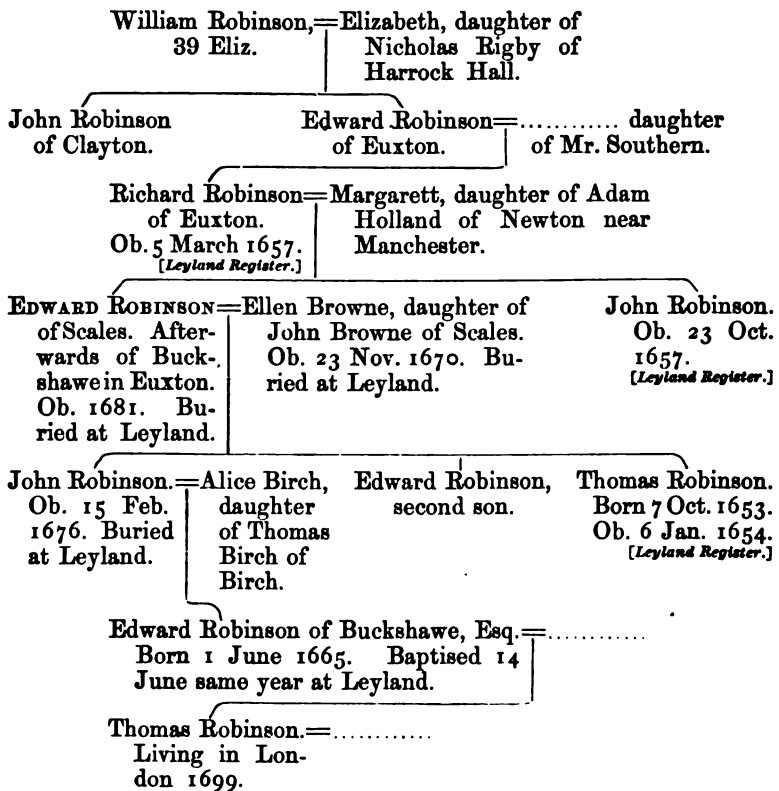 William Robinson,=Elizabeth, daughter of
39 Eliz. Nicholas Rigby of
Harrock Hall.
John Robinson Edward Robinson=............ daughter
of Clayton. of Euxton. of Mr. Southern.
Richard Robinson=Margarett, daughter of Adam
of Euxton. Holland of Newton near
Ob. 5 March 1657. Manchester.
[Leyland Register.]
EDWARD ROBINSON=Ellen Browne, daughter of John Robinson.
of Scales. After- John Browne of Scales. Ob. 23 Oct.
wards of Buck- Ob. 23 Nov. 1670. Bu- 1657.
shawe in Euxton. ried at Leyland. [Leyland Register.]
Ob. 1681. Bu-
ried at Leyland.
John Robinson.=Alice Birch, Edward Robinson, Thomas Robinson.
Ob. 15 Feb. daughter second son. Born 7 Oct. 1653.
1676. Buried of Thomas Ob. 6 Jan. 1654.
at Leyland. Birch of [Leyland Register.]
Birch.
Edward Robinson of Buckshawe, Esq.=............
Born 1 June 1665. Baptised 14
June same year at Leyland.
Thomas Robinson.=............
Living in Lon-
don 1699.